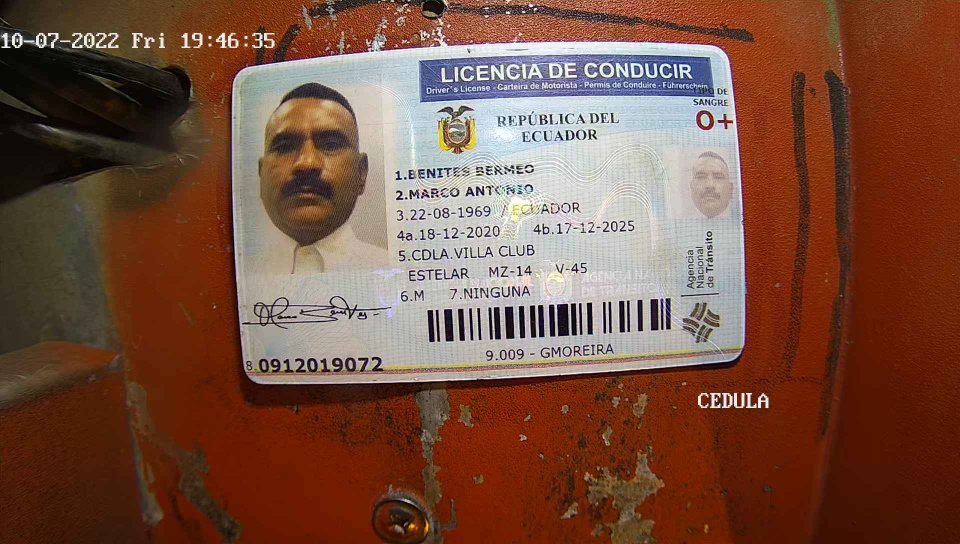 10-07-2022 Fri 19:46:35
LICENCIA DE CONDUCIR
Driver's License - Carteira de Motorista - Permis de Conduire - Führerschein
DE
SANGRE
O+
REPÚBLICA DEL
ECUADOR
1.BENITES BERMEO
2.MARCO ANTONIO
3.22-08-1969 / ECUADOR
4a.18-12-2020 4b.17-12-2025
5.CDLA.VILLA CLUB
ESTELAR MZ-14 V-45
6.M 7.NINGUNA
Agencia
Nacional
de Tránsito
9.009 - GMOREIRA
8.0912019072
CEDULA